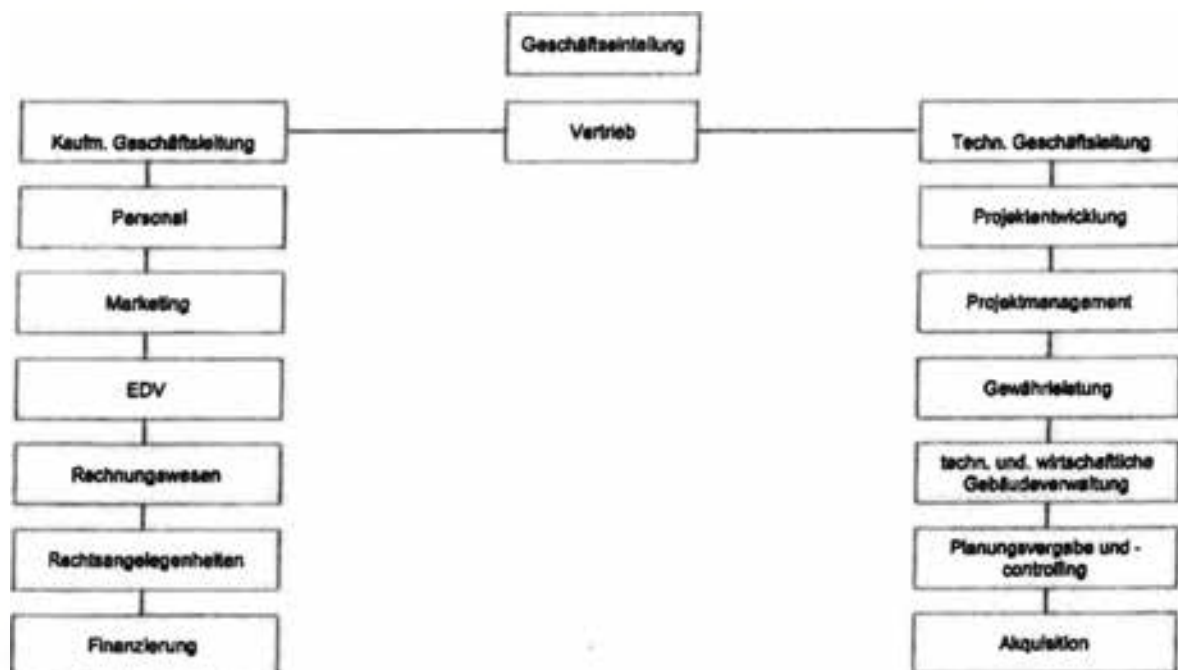 Geschäftseinteilung
Kaufm. Geschäftsleitung
Vertrieb
Techn. Geschäftsleitung
Personal
Projektentwicklung
Marketing
Projektmanagement
EDV
Gewährleistung
Rechnungswesen
techn. und. wirtschaftliche
Gebäudeverwaltung
Rechtsangelegenheiten
Planungsvergabe und -
controlling
Finanzierung
Akquisition